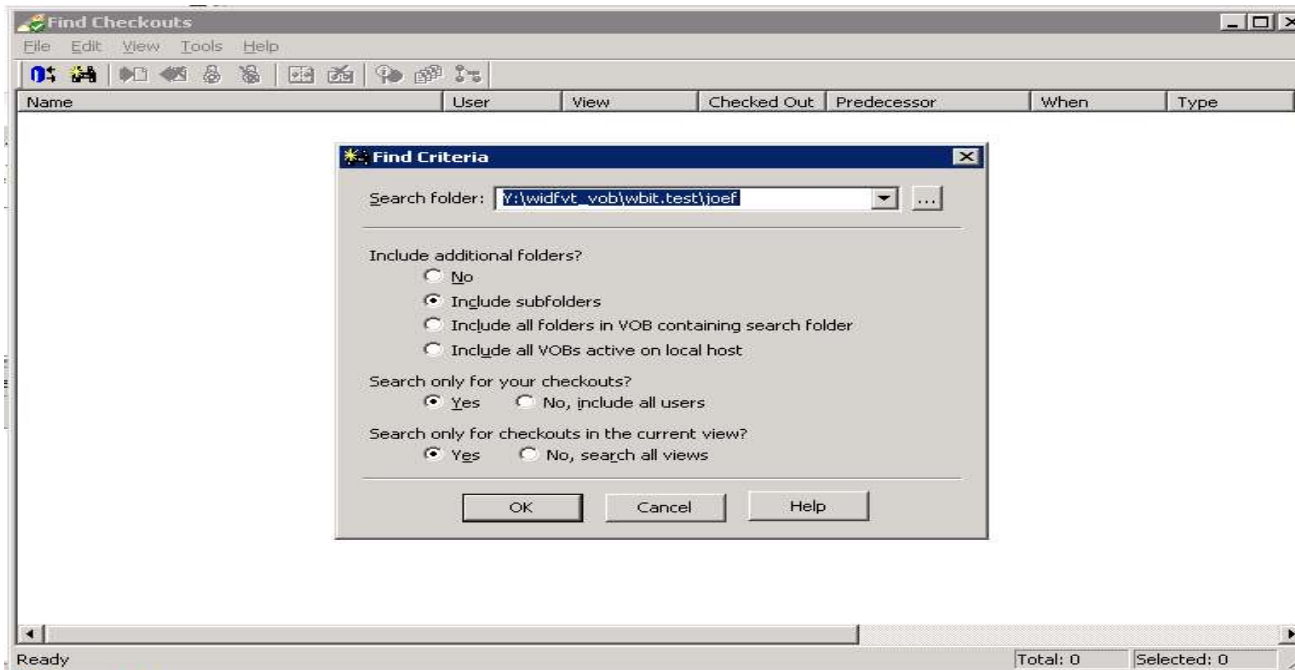 Find Checkouts
File Edit View Tools Help
Name User View Checked Out Predecessor When Type
Find Criteria
Search folder: Y:\widfvt_vob\wbit.test\joef ...
Include additional folders?
No
Include subfolders
Include all folders in VOB containing search folder
Include all VOBs active on local host
Search only for your checkouts?
Yes No, include all users
Search only for checkouts in the current view?
Yes No, search all views
OK Cancel Help
Ready Total: 0 Selected: 0